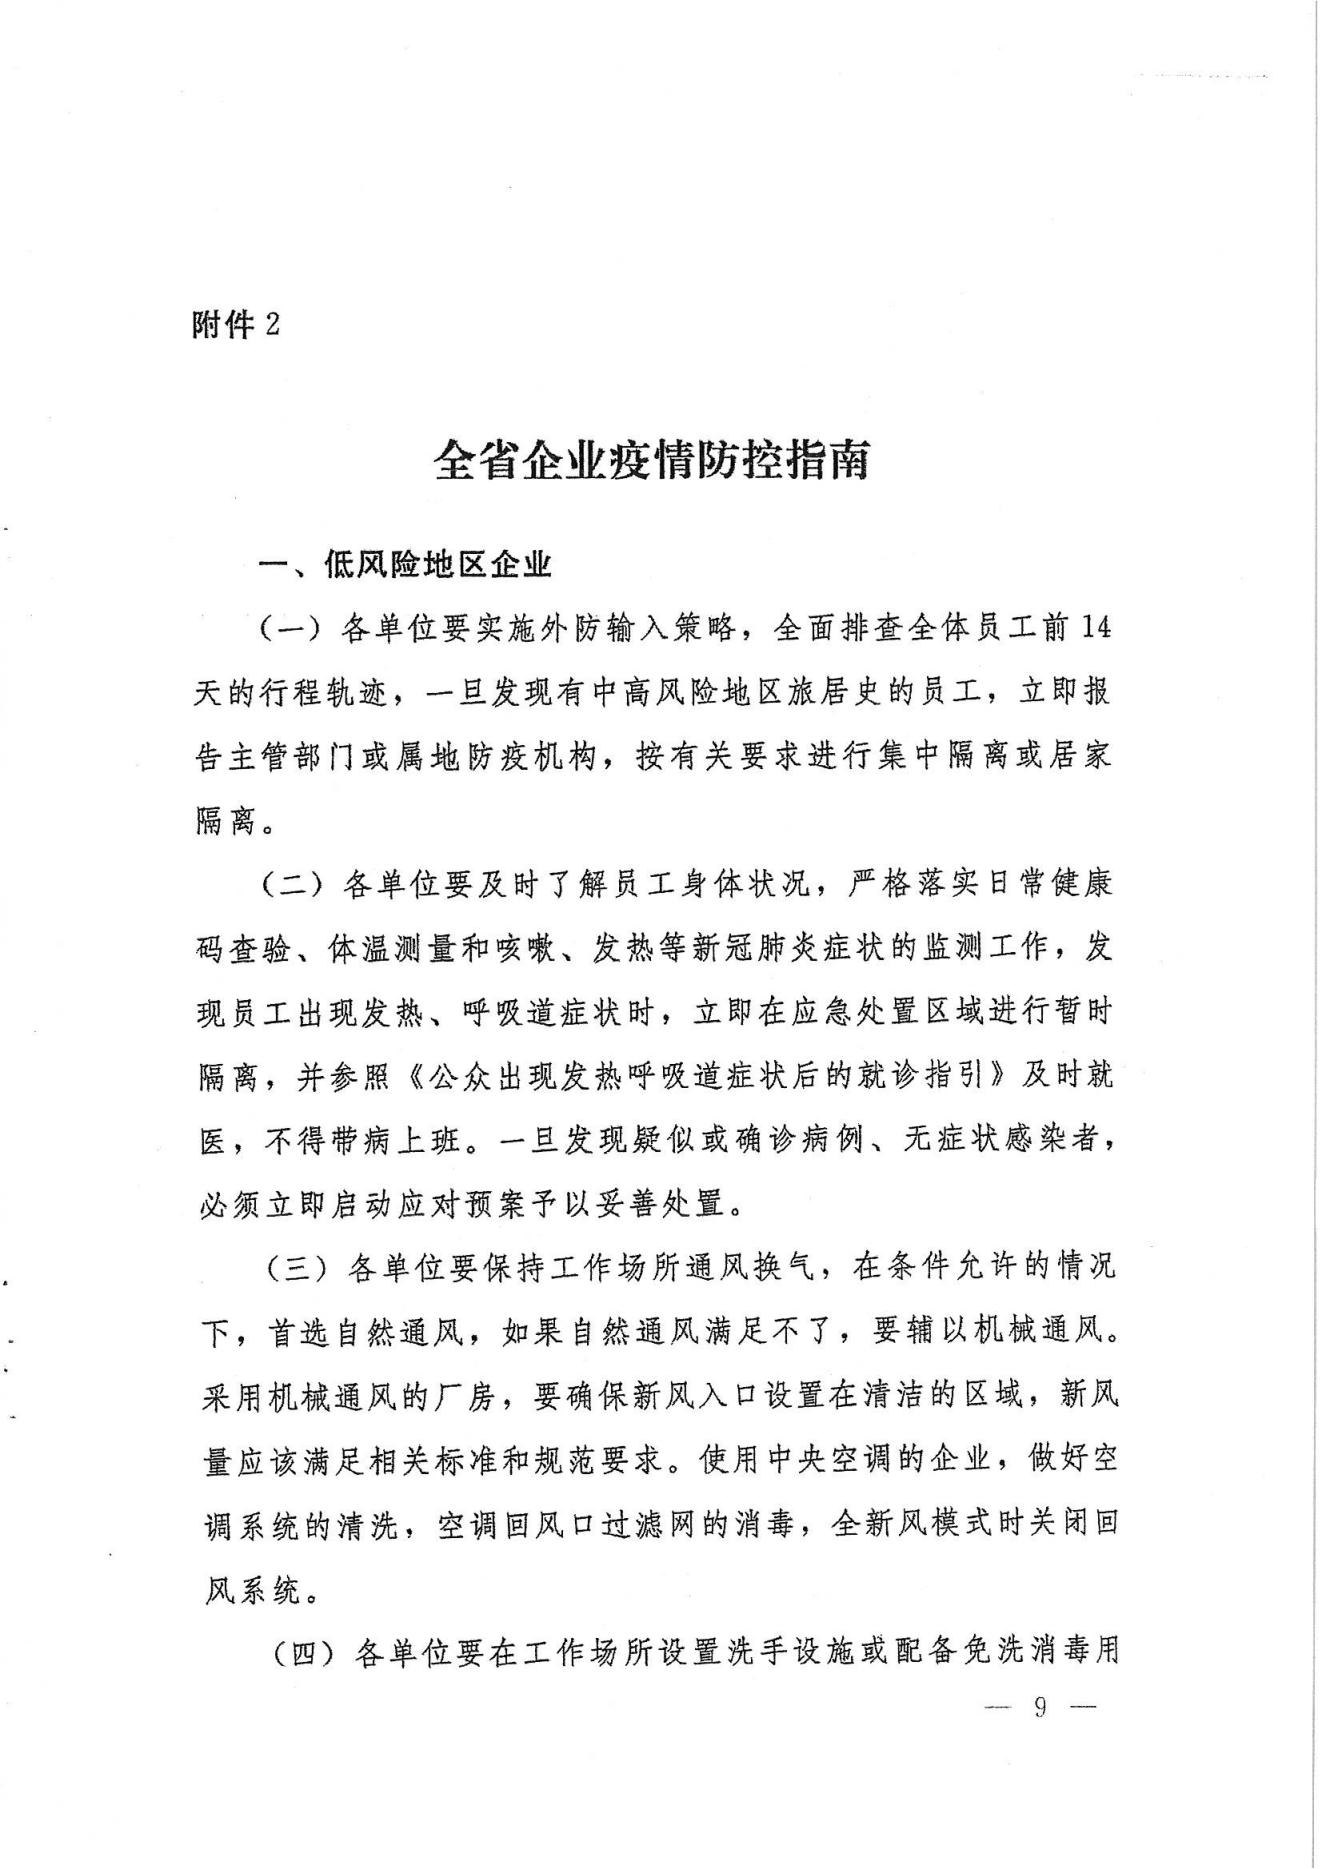 附件2
全省企业疫情防控指南
一、低风险地区企业
（一）各单位要实施外防输入策略，全面排查全体员工前14
天的行程轨迹，一旦发现有中高风险地区旅居史的员工，立即报
告主管部门或属地防疫机构，按有关要求进行集中隔离或居家
隔离。
（二）各单位要及时了解员工身体状况，严格落实日常健康
码查验、体温测量和咳嗽、发热等新冠肺炎症状的监测工作，发
现员工出现发热、呼吸道症状时，立即在应急处置区域进行暂时
隔离，并参照《公众出现发热呼吸道症状后的就诊指引》及时就
医，不得带病上班。一旦发现疑似或确诊病例、无症状感染者，
必须立即启动应对预案予以妥善处置。
（三）各单位要保持工作场所通风换气，在条件允许的情况
下，首选自然通风，如果自然通风满足不了，要辅以机械通风。
采用机械通风的厂房，要确保新风入口设置在清洁的区域，新风
量应该满足相关标准和规范要求。使用中央空调的企业，做好空
调系统的清洗，空调回风口过滤网的消毒，全新风模式时关闭回
风系统。
（四）各单位要在工作场所设置洗手设施或配备免洗消毒用
— 9 —